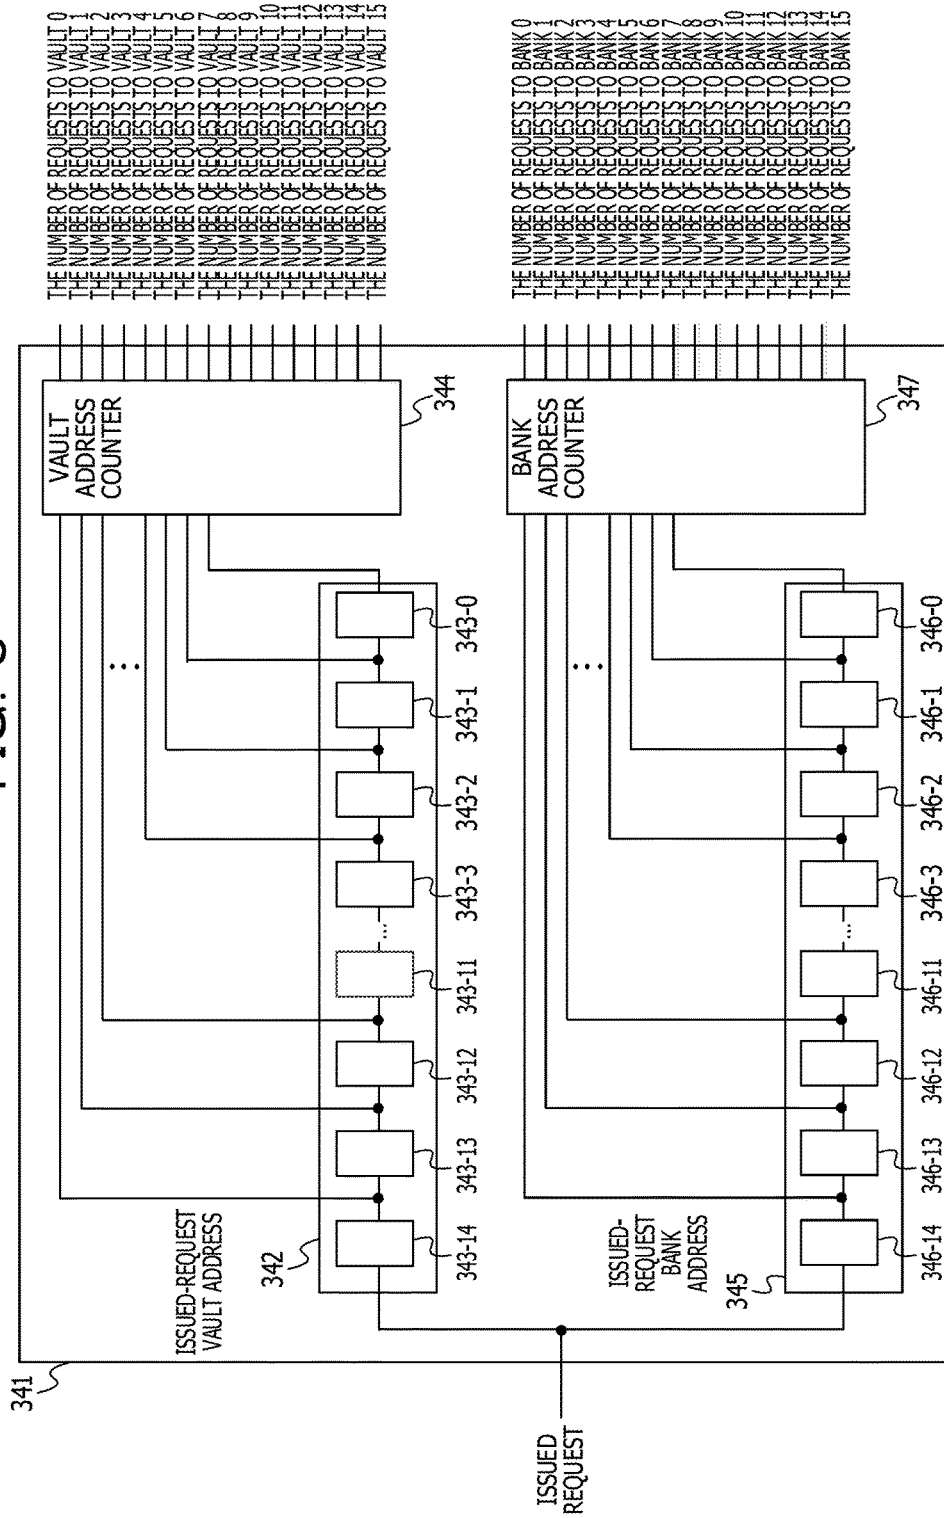 FIG.
341
ISSUED
REQUEST
ISSUED-REQUEST
VAULT ADDRESS
342
343-14
343-13
343-12
343-11
...
343-3
343-2
343-1
343-0
...
VAULT
ADDRESS
COUNTER
344
THE NUMBER OF REQUESTS TO VAULT 0
THE NUMBER OF REQUESTS TO VAULT 1
THE NUMBER OF REQUESTS TO VAULT 2
THE NUMBER OF REQUESTS TO VAULT 3
THE NUMBER OF REQUESTS TO VAULT 4
THE NUMBER OF REQUESTS TO VAULT 5
THE NUMBER OF REQUESTS TO VAULT 6
THE NUMBER OF REQUESTS TO VAULT 7
THE NUMBER OF REQUESTS TO VAULT 8
THE NUMBER OF REQUESTS TO VAULT 9
THE NUMBER OF REQUESTS TO VAULT 10
THE NUMBER OF REQUESTS TO VAULT 11
THE NUMBER OF REQUESTS TO VAULT 12
THE NUMBER OF REQUESTS TO VAULT 13
THE NUMBER OF REQUESTS TO VAULT 14
THE NUMBER OF REQUESTS TO VAULT 15
ISSUED-
REQUEST
BANK
ADDRESS
345
346-14
346-13
346-12
346-11
...
346-3
346-2
346-1
346-0
...
BANK
ADDRESS
COUNTER
347
THE NUMBER OF REQUESTS TO BANK 0
THE NUMBER OF REQUESTS TO BANK 1
THE NUMBER OF REQUESTS TO BANK 2
THE NUMBER OF REQUESTS TO BANK 3
THE NUMBER OF REQUESTS TO BANK 4
THE NUMBER OF REQUESTS TO BANK 5
THE NUMBER OF REQUESTS TO BANK 6
THE NUMBER OF REQUESTS TO BANK 7
THE NUMBER OF REQUESTS TO BANK 8
THE NUMBER OF REQUESTS TO BANK 9
THE NUMBER OF REQUESTS TO BANK 10
THE NUMBER OF REQUESTS TO BANK 11
THE NUMBER OF REQUESTS TO BANK 12
THE NUMBER OF REQUESTS TO BANK 13
THE NUMBER OF REQUESTS TO BANK 14
THE NUMBER OF REQUESTS TO BANK 15